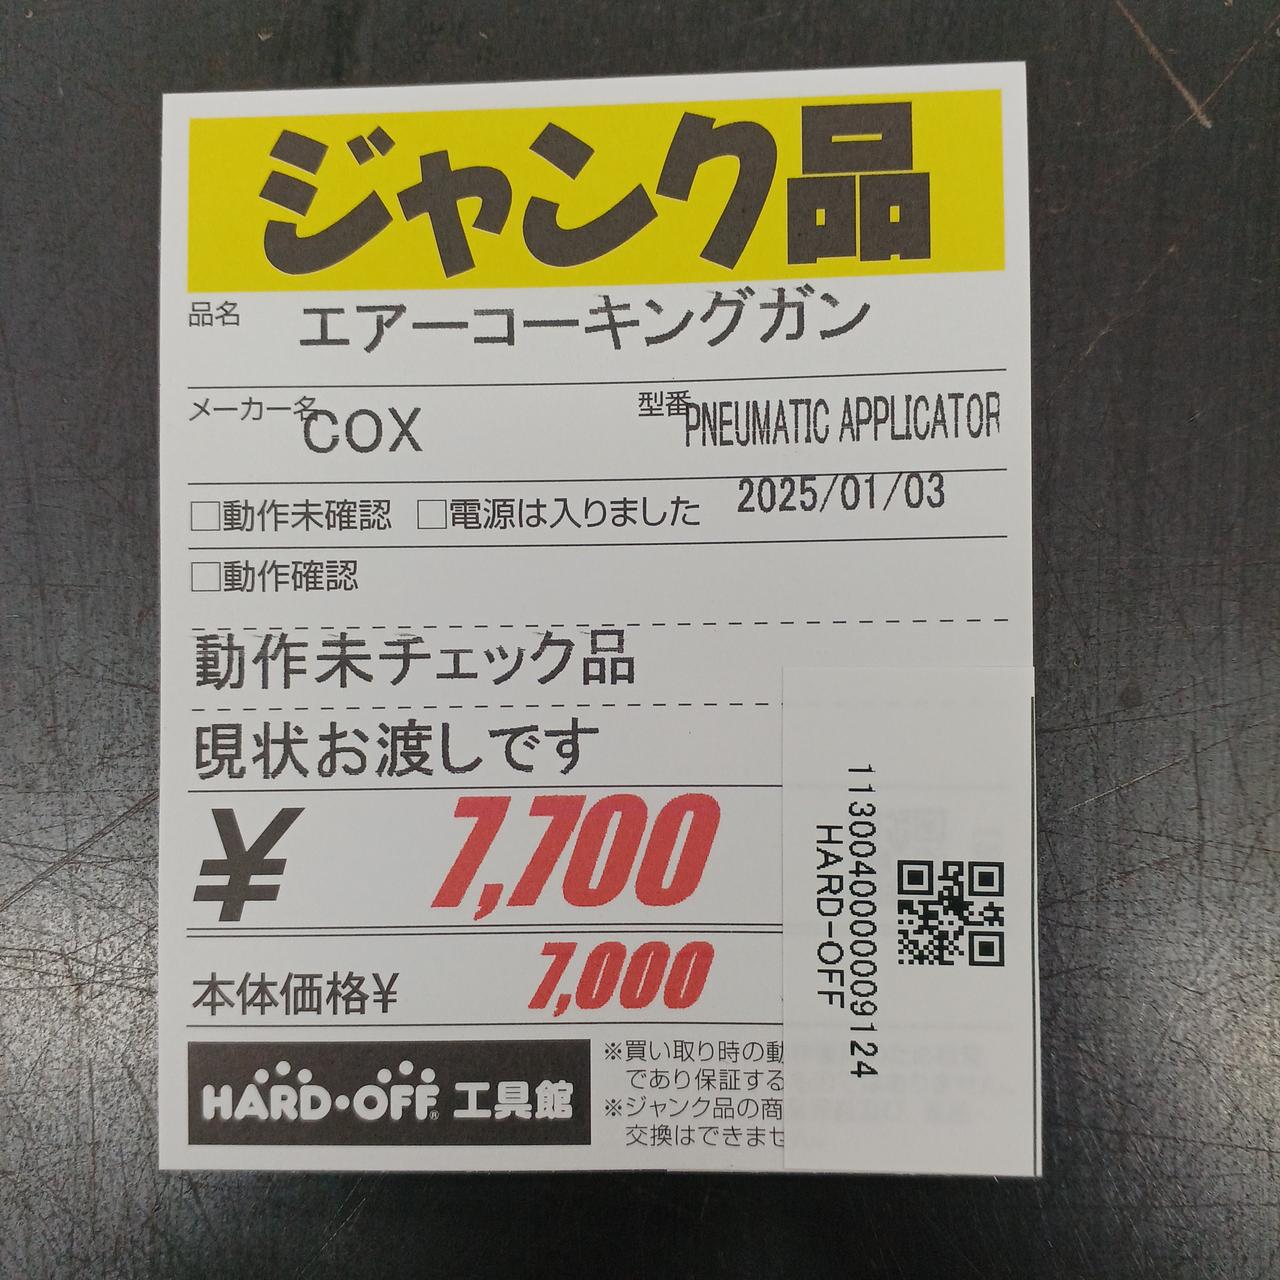 ジャンク品
品名 エアーコーキングガン
メーカー名 COX 型番 PNEUMATIC APPLICATOR
□動作未確認 □電源は入りました 2025/01/03
□動作確認
動作未チェック品
現状お渡しです
¥ 7,700
本体価格¥ 7,000
HARD・OFF® 工具館
※買い取り時の動
であり保証する
※ジャンク品の商
交換はできませ
1130040000009124
HARD-OFF